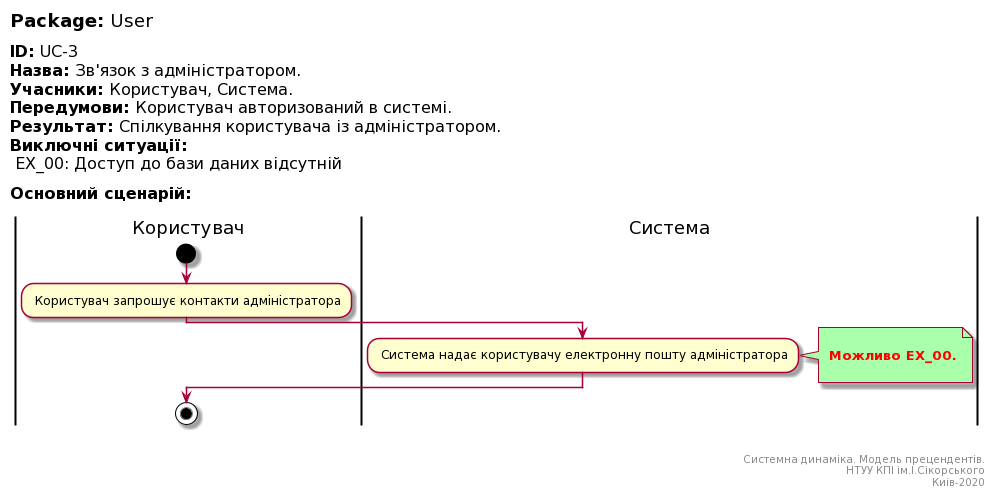 Package: User
ID: UC-3
Назва: Зв'язок з адміністратором.
Учасники: Користувач, Система.
Передумови: Користувач авторизований в системі.
Результат: Спілкування користувача із адміністратором.
Виключні ситуації:
EX_00: Доступ до бази даних відсутній
Основний сценарій:
Користувач
Система
Користувач запрошує контакти адміністратора
Система надає користувачу електронну пошту адміністратора
Можливо EX_00.
Системна динаміка. Модель прецендентів.
НТУУ КПІ ім.І.Сікорського
Киів-2020